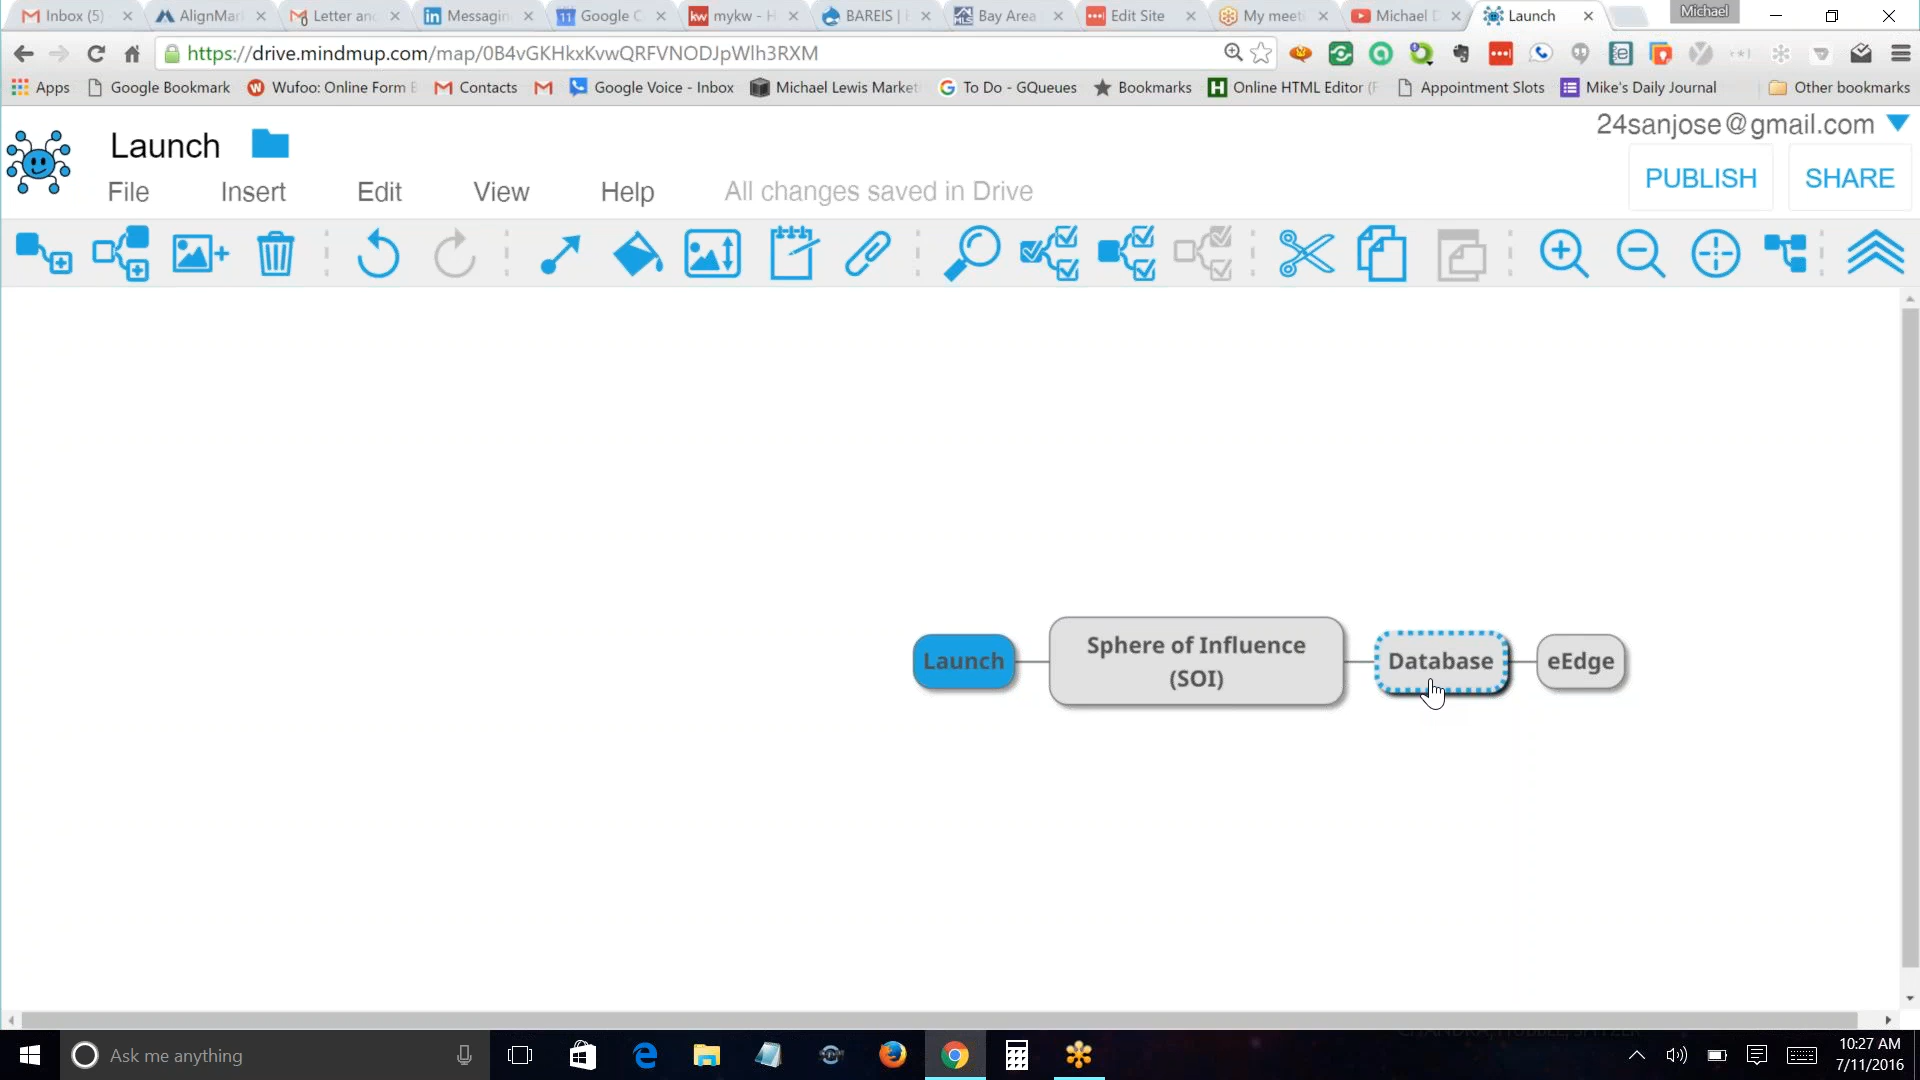 Inbox (5)
AlignMar
Letter an
Messagin
Google C
mykw - H
BAREIS |
Bay Area
Edit Site
My meet
Michael
Launch
Michael
https://drive.mindmup.com/map/0B4vGKHkxKvwQRFVNODJpWlh3RXM
Apps
Google Bookmark
Wufoo: Online Form
Contacts
Google Voice - Inbox
Michael Lewis Market
To Do - GQueues
Bookmarks
Online HTML Editor (F
Appointment Slots
Mike's Daily Journal
Other bookmarks
Launch
24sanjose@gmail.com
File
Insert
Edit
View
Help
All changes saved in Drive
PUBLISH
SHARE
Launch
Sphere of Influence
(SOI)
Database
eEdge
Ask me anything
10:27 AM
7/11/2016